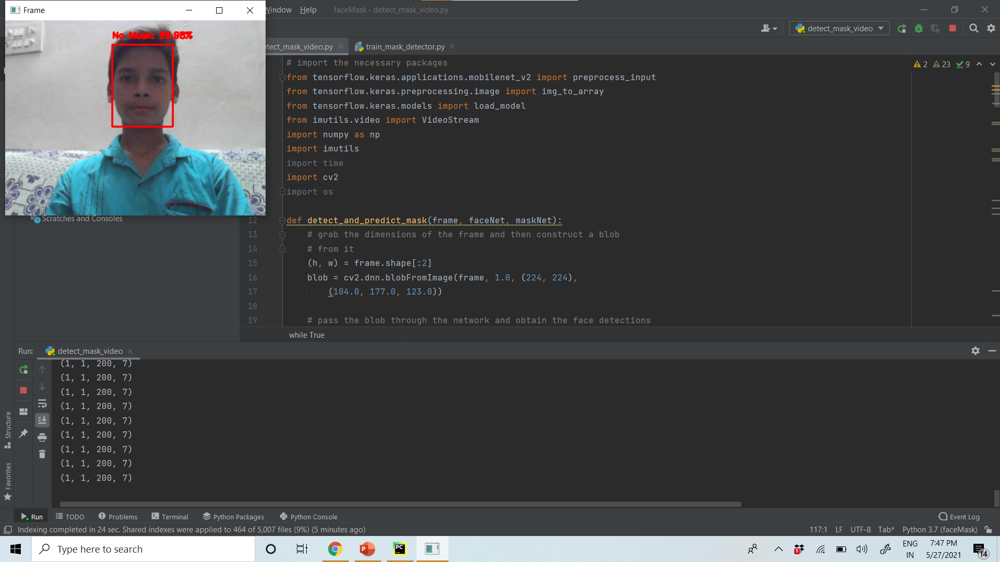 Frame
No Mask: 99.98%
Window Help faceMask - detect_mask_video.py
detect_mask_video
etect_mask_video.py train_mask_detector.py
2 23 9
# import the necessary packages
from tensorflow.keras.applications.mobilenet_v2 import preprocess_input
from tensorflow.keras.preprocessing.image import img_to_array
from tensorflow.keras.models import load_model
from imutils.video import VideoStream
import numpy as np
import imutils
import time
import cv2
import os
12 def detect_and_predict_mask(frame, faceNet, maskNet):
13 # grab the dimensions of the frame and then construct a blob
14 # from it
15 (h, w) = frame.shape[:2]
16 blob = cv2.dnn.blobFromImage(frame, 1.0, (224, 224),
17 (104.0, 177.0, 123.0))
18
19 # pass the blob through the network and obtain the face detections
while True
Scratches and Consoles
Run: detect_mask_video
(1, 1, 200, 7)
(1, 1, 200, 7)
(1, 1, 200, 7)
(1, 1, 200, 7)
(1, 1, 200, 7)
(1, 1, 200, 7)
(1, 1, 200, 7)
(1, 1, 200, 7)
(1, 1, 200, 7)
Structure
Favorites
Run TODO Problems Terminal Python Packages Python Console Event Log
Indexing completed in 24 sec. Shared indexes were applied to 464 of 5,007 files (9%) (5 minutes ago) 117:1 LF UTF-8 Tab* Python 3.7 (faceMask)
Type here to search
P
PC
1
ENG
IN
7:47 PM
5/27/2021
14